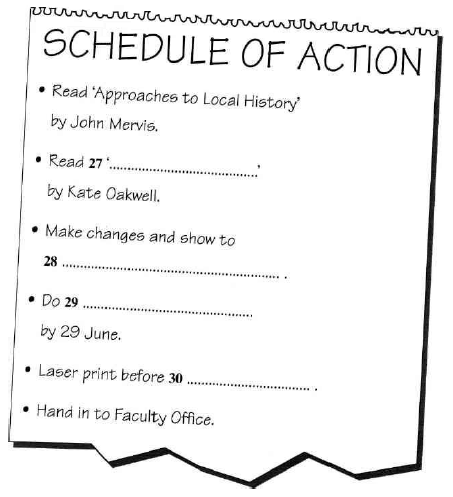 SCHEDULE OF ACTION
• Read 'Approaches to Local History'
by John Mervis.
• Read 27 '....................................'
by Kate Oakwell.
• Make changes and show to
28 ..................................................... .
• Do 29 .........................................
by 29 June.
• Laser print before 30 .............................. .
• Hand in to Faculty Office.